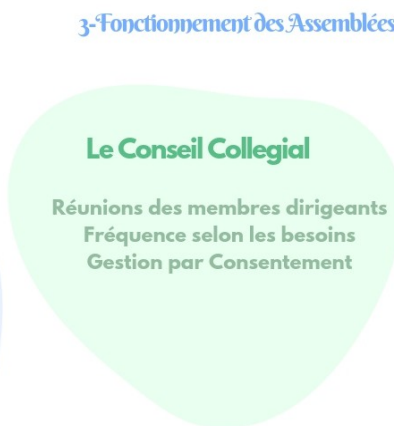 3-Fonctionnement des Assemblées
Le Conseil Collegial
Réunions des membres dirigeants
Fréquence selon les besoins
Gestion par Consentement